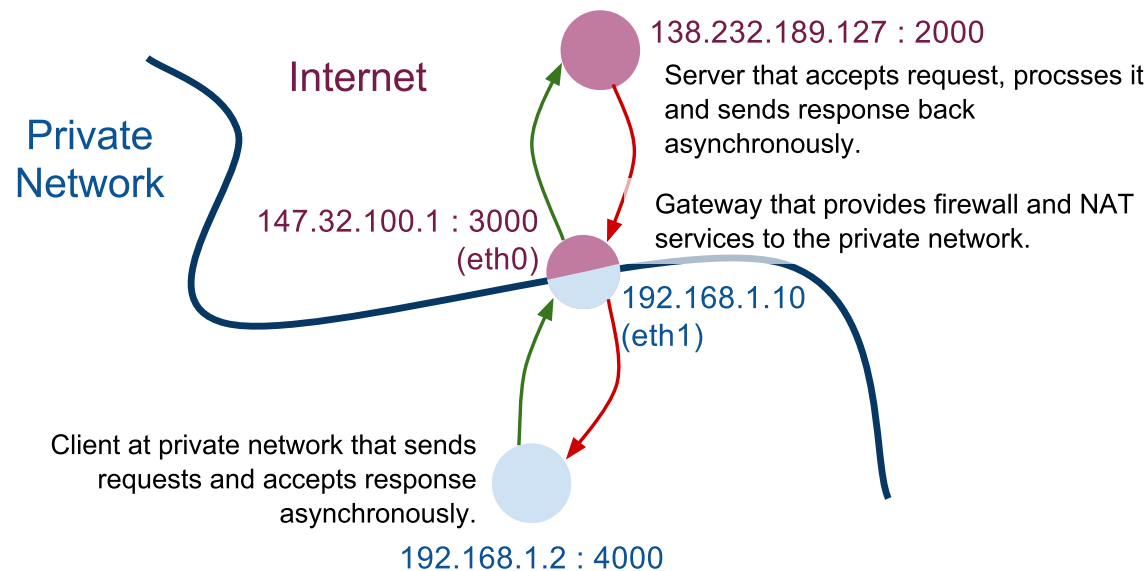 138.232.189.127 : 2000
Internet
Server that accepts request, procsses it
and sends response back
asynchronously.
Private
Network
Gateway that provides firewall and NAT
services to the private network.
147.32.100.1 : 3000
(eth0)
192.168.1.10
(eth1)
Client at private network that sends
requests and accepts response
asynchronously.
192.168.1.2 : 4000